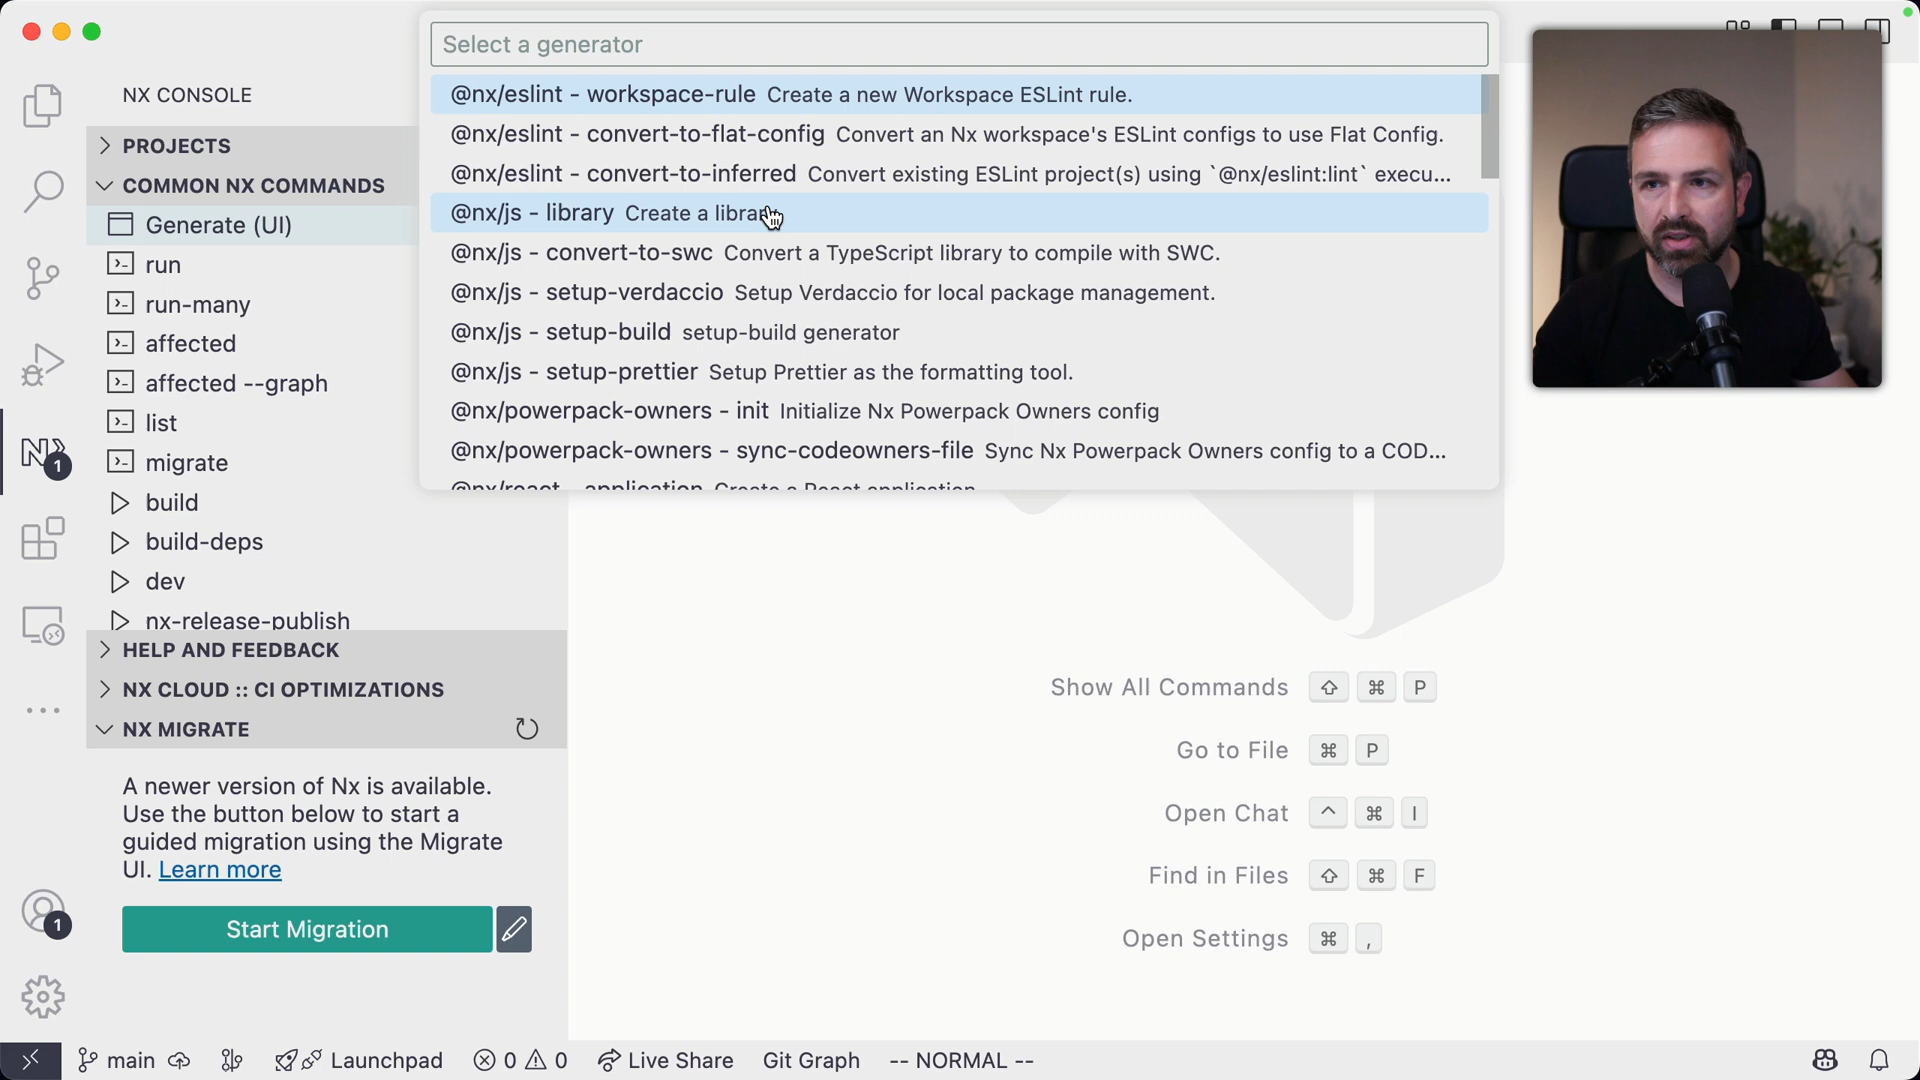 Select a generator
@nx/eslint - workspace-rule Create a new Workspace ESLint rule.
@nx/eslint - convert-to-flat-config Convert an Nx workspace's ESLint configs to use Flat Config.
@nx/eslint - convert-to-inferred Convert existing ESLint project(s) using `@nx/eslint:lint` execu...
@nx/js - library Create a library
@nx/js - convert-to-swc Convert a TypeScript library to compile with SWC.
@nx/js - setup-verdaccio Setup Verdaccio for local package management.
@nx/js - setup-build setup-build generator
@nx/js - setup-prettier Setup Prettier as the formatting tool.
@nx/powerpack-owners - init Initialize Nx Powerpack Owners config
@nx/powerpack-owners - sync-codeowners-file Sync Nx Powerpack Owners config to a COD...
@nx/react - application Create a React application
NX CONSOLE
PROJECTS
COMMON NX COMMANDS
Generate (UI)
run
run-many
affected
affected --graph
list
migrate
build
build-deps
dev
nx-release-publish
HELP AND FEEDBACK
NX CLOUD :: CI OPTIMIZATIONS
NX MIGRATE
A newer version of Nx is available.
Use the button below to start a
guided migration using the Migrate
UI. Learn more
Start Migration
1
1
Show All Commands ⇧ ⌘ P
Go to File ⌘ P
Open Chat ^ ⌘ I
Find in Files ⇧ ⌘ F
Open Settings ⌘ ,
main Launchpad 0 0 Live Share Git Graph -- NORMAL --